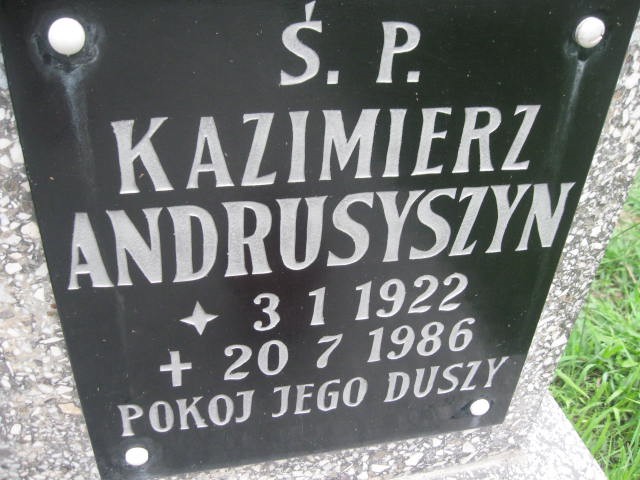 Ś. P.
KAZIMIERZ
ANDRUSYSZYN
3 1 1922
20 7 1986
POKOJ JEGO DUSZY